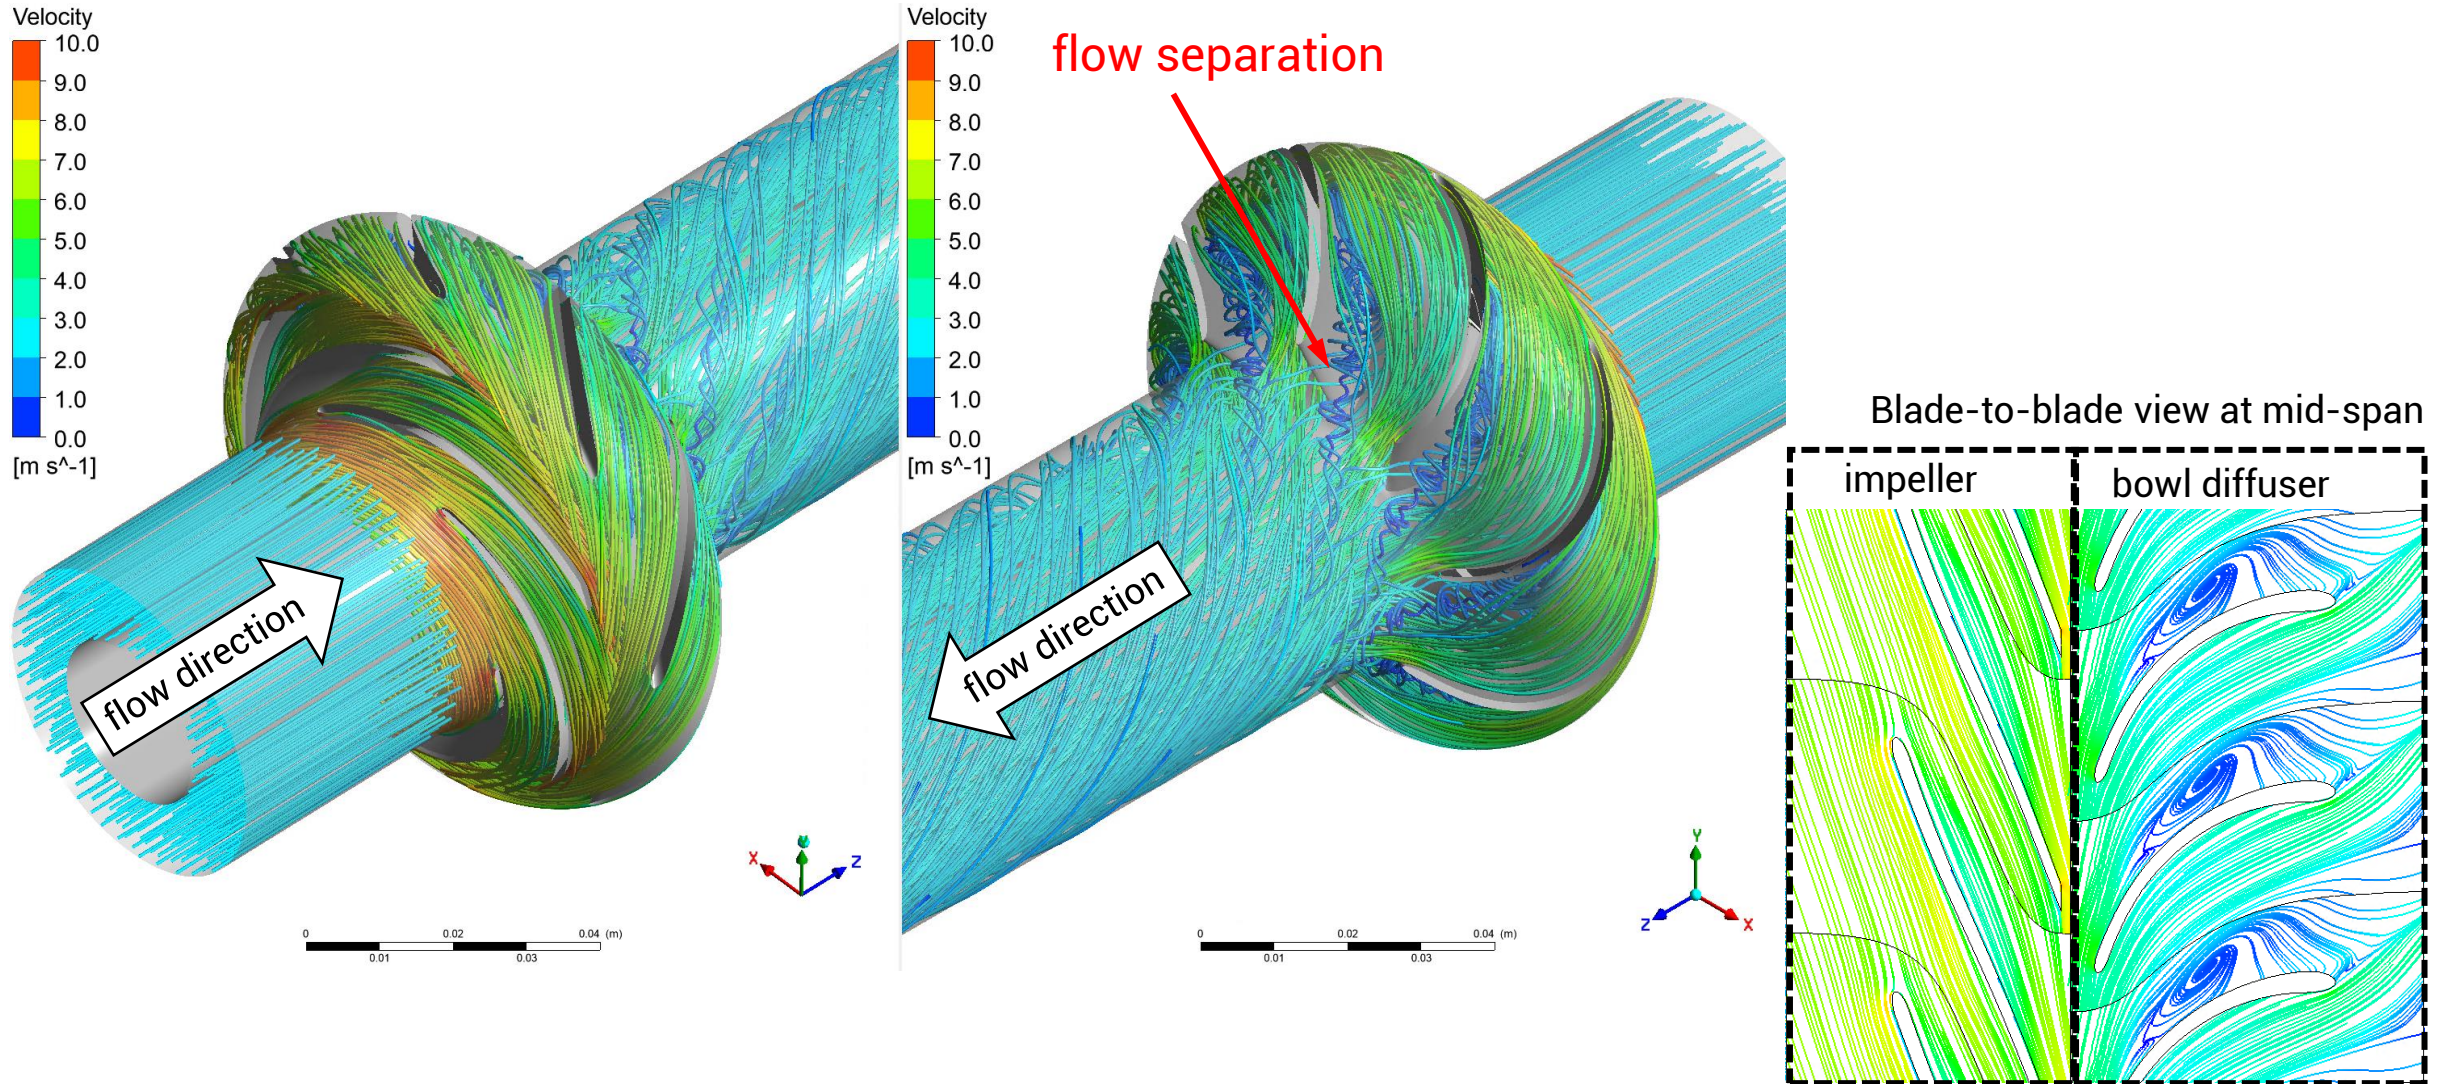 Velocity
10.0
9.0
8.0
7.0
6.0
5.0
4.0
3.0
2.0
1.0
0.0
[m s^-1]
flow direction
X
Z
0 0.02 0.04 (m)
0.01 0.03
Velocity
10.0
9.0
8.0
7.0
6.0
5.0
4.0
3.0
2.0
1.0
0.0
[m s^-1]
flow separation
flow direction
Y
Z
X
0 0.02 0.04 (m)
0.01 0.03
Blade-to-blade view at mid-span
impeller
bowl diffuser